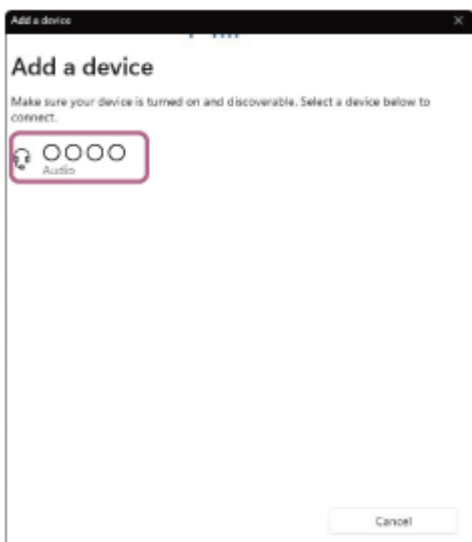 Add a device
Add a device
Make sure your device is turned on and discoverable. Select a device below to
connect.
○○○○
Audio
Cancel